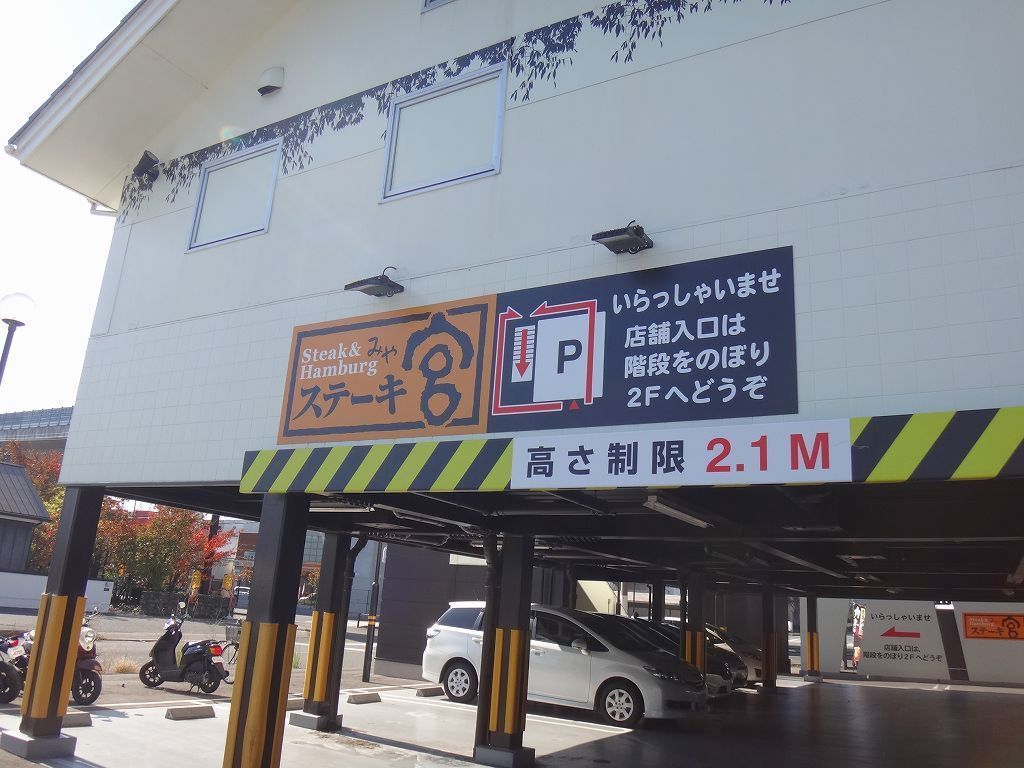 Steak&
Hamburg
みや
ステーキ宮
P
いらっしゃいませ
店舗入口は
階段をのぼり
2Fへどうぞ
高さ制限 2.1M
いらっしゃいませ
店舗入口は、
階段をのぼり2Fへどうぞ
ステーキ宮